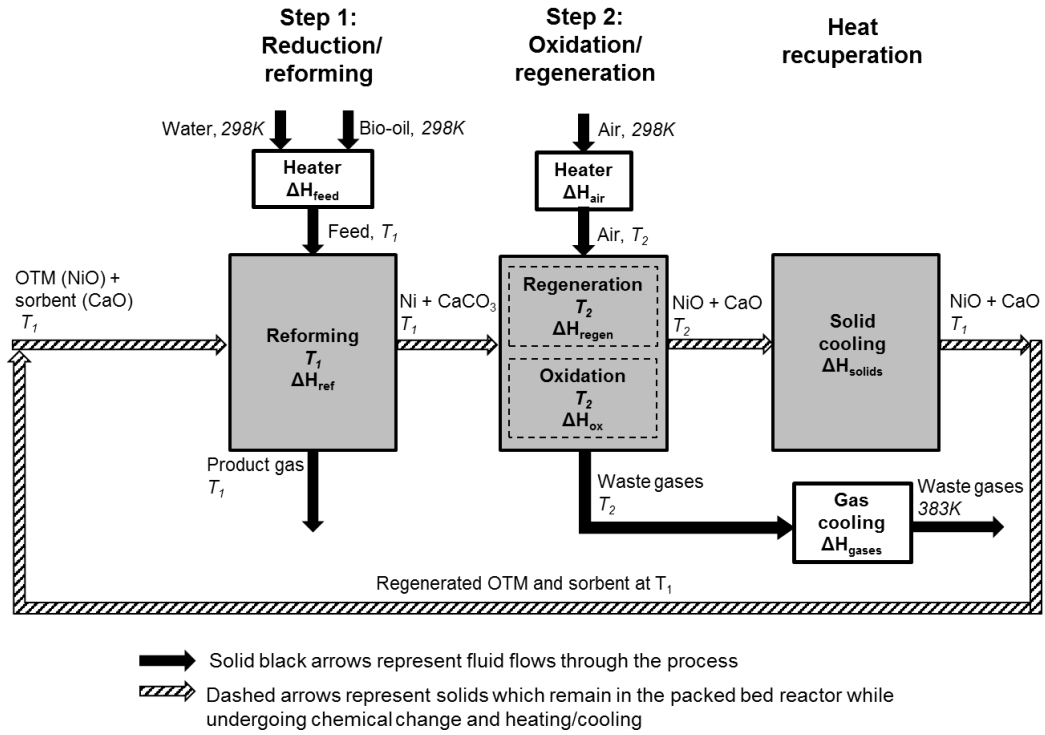 Step 1:
Reduction/
reforming
Step 2:
Oxidation/
regeneration
Heat
recuperation
Water, 298K
Bio-oil, 298K
Air, 298K
Heater
ΔHfeed
Heater
ΔHair
Feed, T1
Air, T2
OTM (NiO) +
sorbent (CaO)
T1
Reforming
T1
ΔHref
Ni + CaCO3
T1
Regeneration
T2
ΔHregen
Oxidation
T2
ΔHox
NiO + CaO
T2
Solid
cooling
ΔHsolids
NiO + CaO
T1
Product gas
T1
Waste gases
T2
Gas
cooling
ΔHgases
Waste gases
383K
Regenerated OTM and sorbent at T1
Solid black arrows represent fluid flows through the process
Dashed arrows represent solids which remain in the packed bed reactor while
undergoing chemical change and heating/cooling